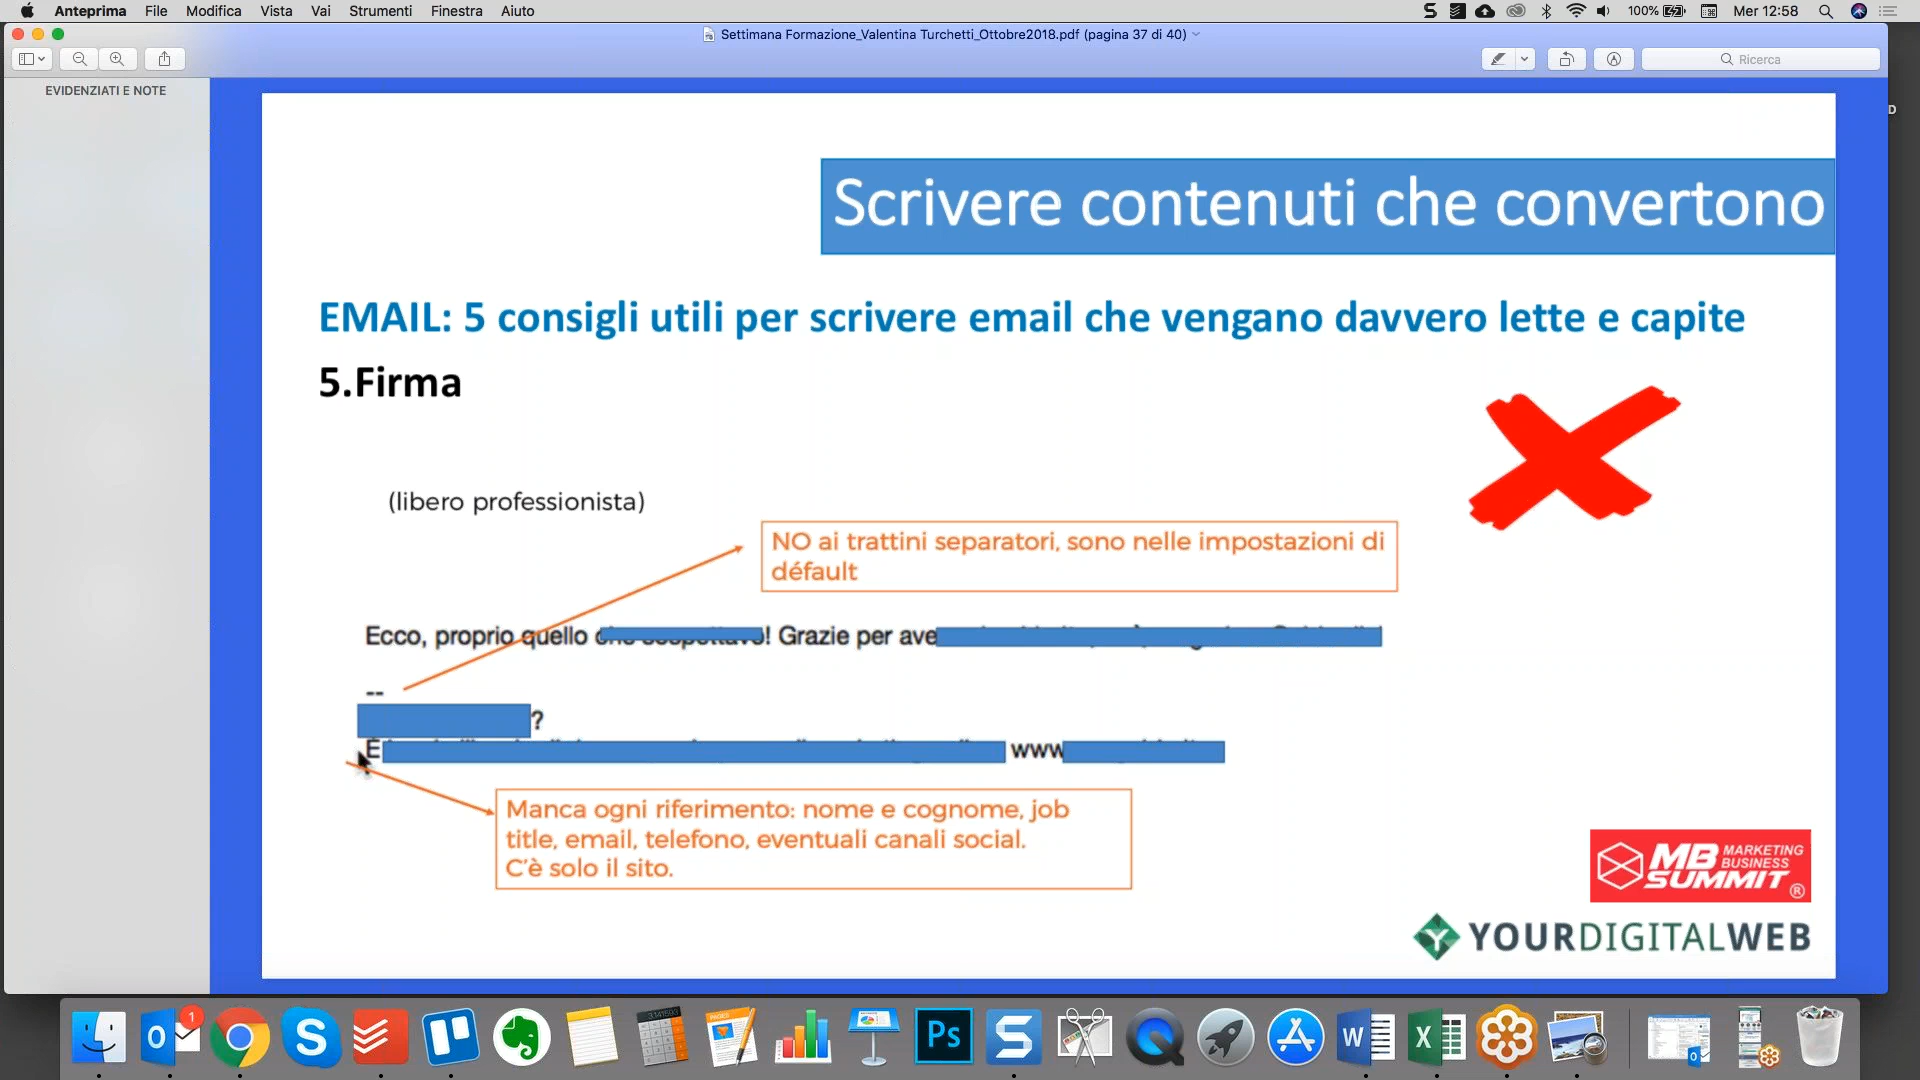 Anteprima File Modifica Vista Vai Strumenti Finestra Aiuto 100% Mer 12:58
Settimana Formazione_Valentina Turchetti_Ottobre2018.pdf (pagina 37 di 40)
Ricerca
EVIDENZIATI E NOTE
Scrivere contenuti che convertono
EMAIL: 5 consigli utili per scrivere email che vengano davvero lette e capite
5.Firma
(libero professionista)
NO ai trattini separatori, sono nelle impostazioni di
défault
Ecco, proprio quello ! Grazie per ave
--
?
È www
Manca ogni riferimento: nome e cognome, job
title, email, telefono, eventuali canali social.
C'è solo il sito.
MB MARKETING
BUSINESS
SUMMIT ®
YOURDIGITALWEB